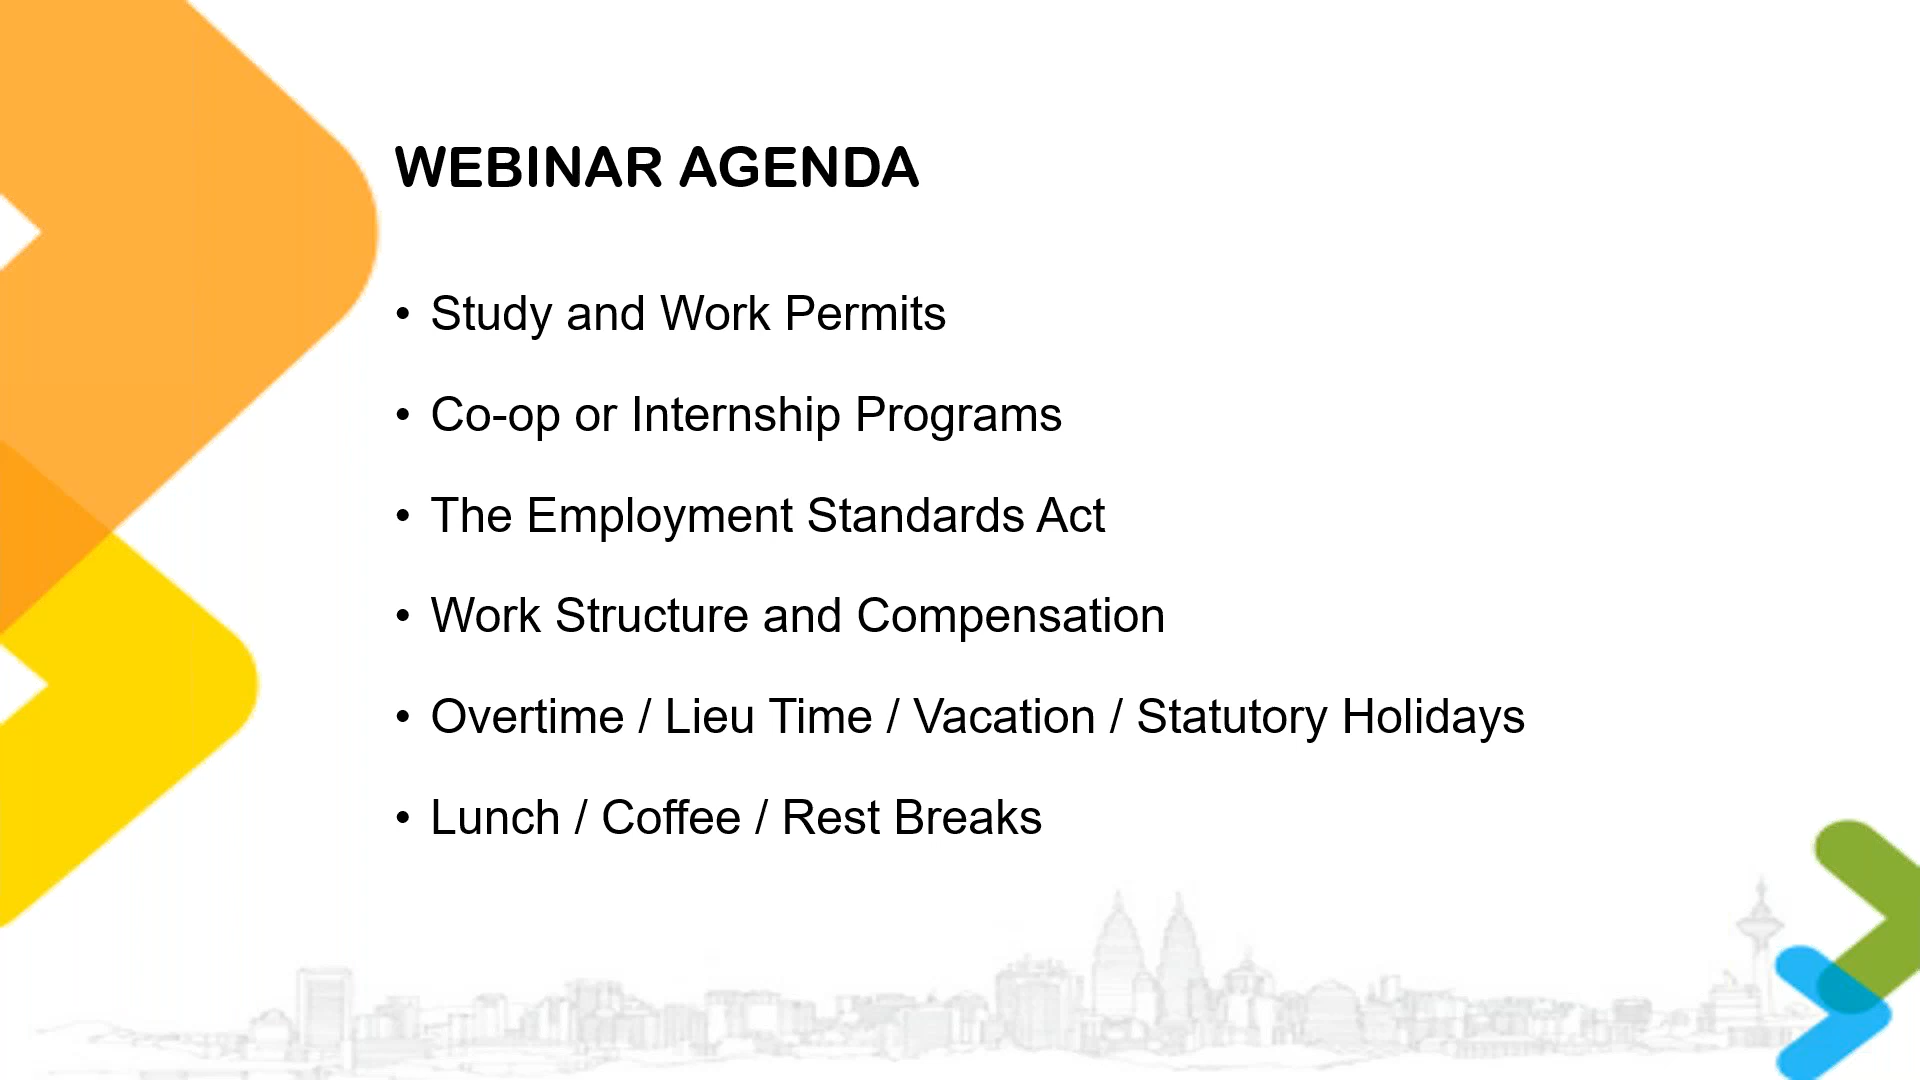 WEBINAR AGENDA
• Study and Work Permits
• Co-op or Internship Programs
• The Employment Standards Act
• Work Structure and Compensation
• Overtime / Lieu Time / Vacation / Statutory Holidays
• Lunch / Coffee / Rest Breaks